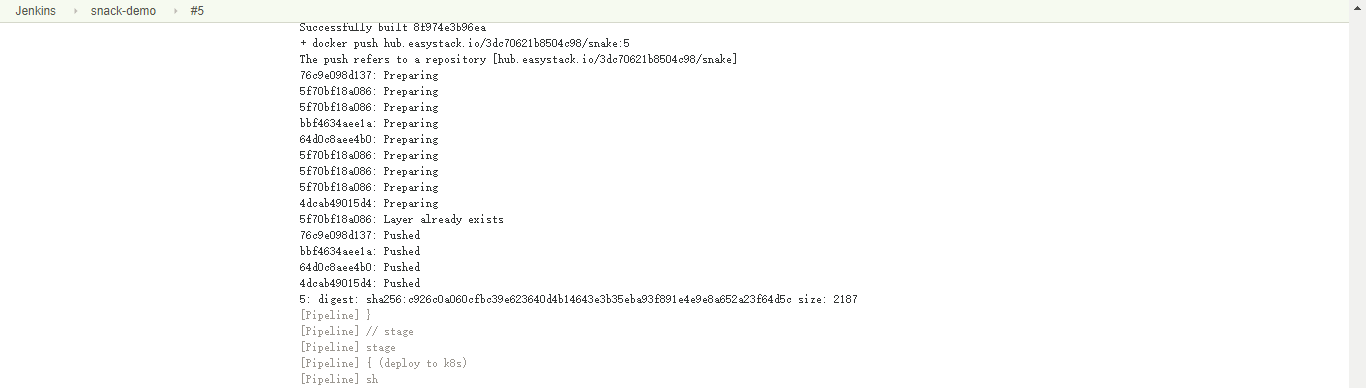 Jenkins snack-demo #5
Successfully built 8f974e3b96ea
+ docker push hub.easystack.io/3dc70621b8504c98/snake:5
The push refers to a repository [hub.easystack.io/3dc70621b8504c98/snake]
76c9e098d137: Preparing
5f70bf18a086: Preparing
5f70bf18a086: Preparing
bbf4634aee1a: Preparing
64d0c8aee4b0: Preparing
5f70bf18a086: Preparing
5f70bf18a086: Preparing
5f70bf18a086: Preparing
4dcab49015d4: Preparing
5f70bf18a086: Layer already exists
76c9e098d137: Pushed
bbf4634aee1a: Pushed
64d0c8aee4b0: Pushed
4dcab49015d4: Pushed
5: digest: sha256:c926c0a060cfbc39e623640d4b14643e3b35eba93f891e4e9e8a652a23f64d5c size: 2187
[Pipeline] }
[Pipeline] // stage
[Pipeline] stage
[Pipeline] { (deploy to k8s)
[Pipeline] sh